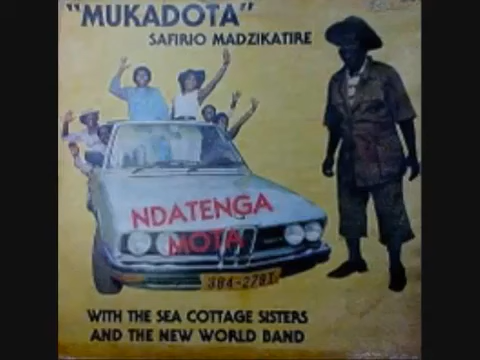 "MUKADOTA"
SAFIRIO MADZIKATIRE
NDATENGA
MOTA
WITH THE SEA COTTAGE SISTERS
AND THE NEW WORLD BAND